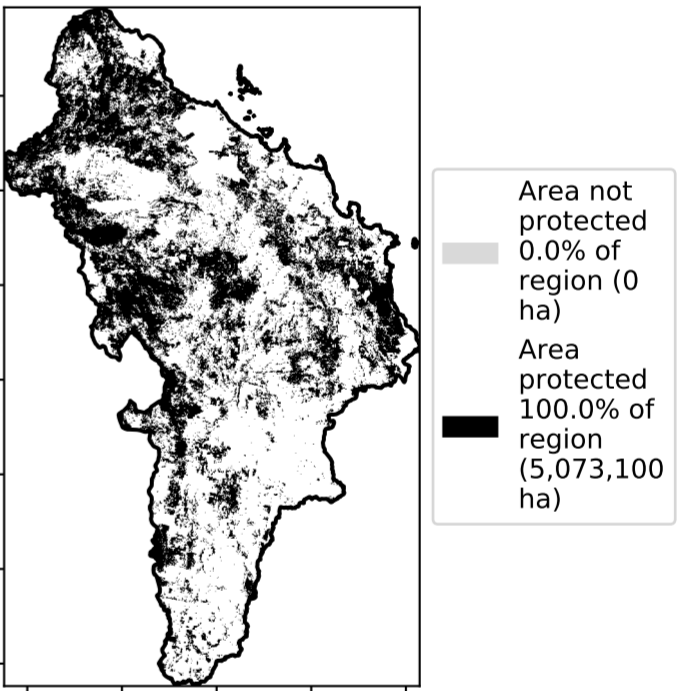 Area not
protected
0.0% of
region (0
ha)
Area
protected
100.0% of
region
(5,073,100
ha)